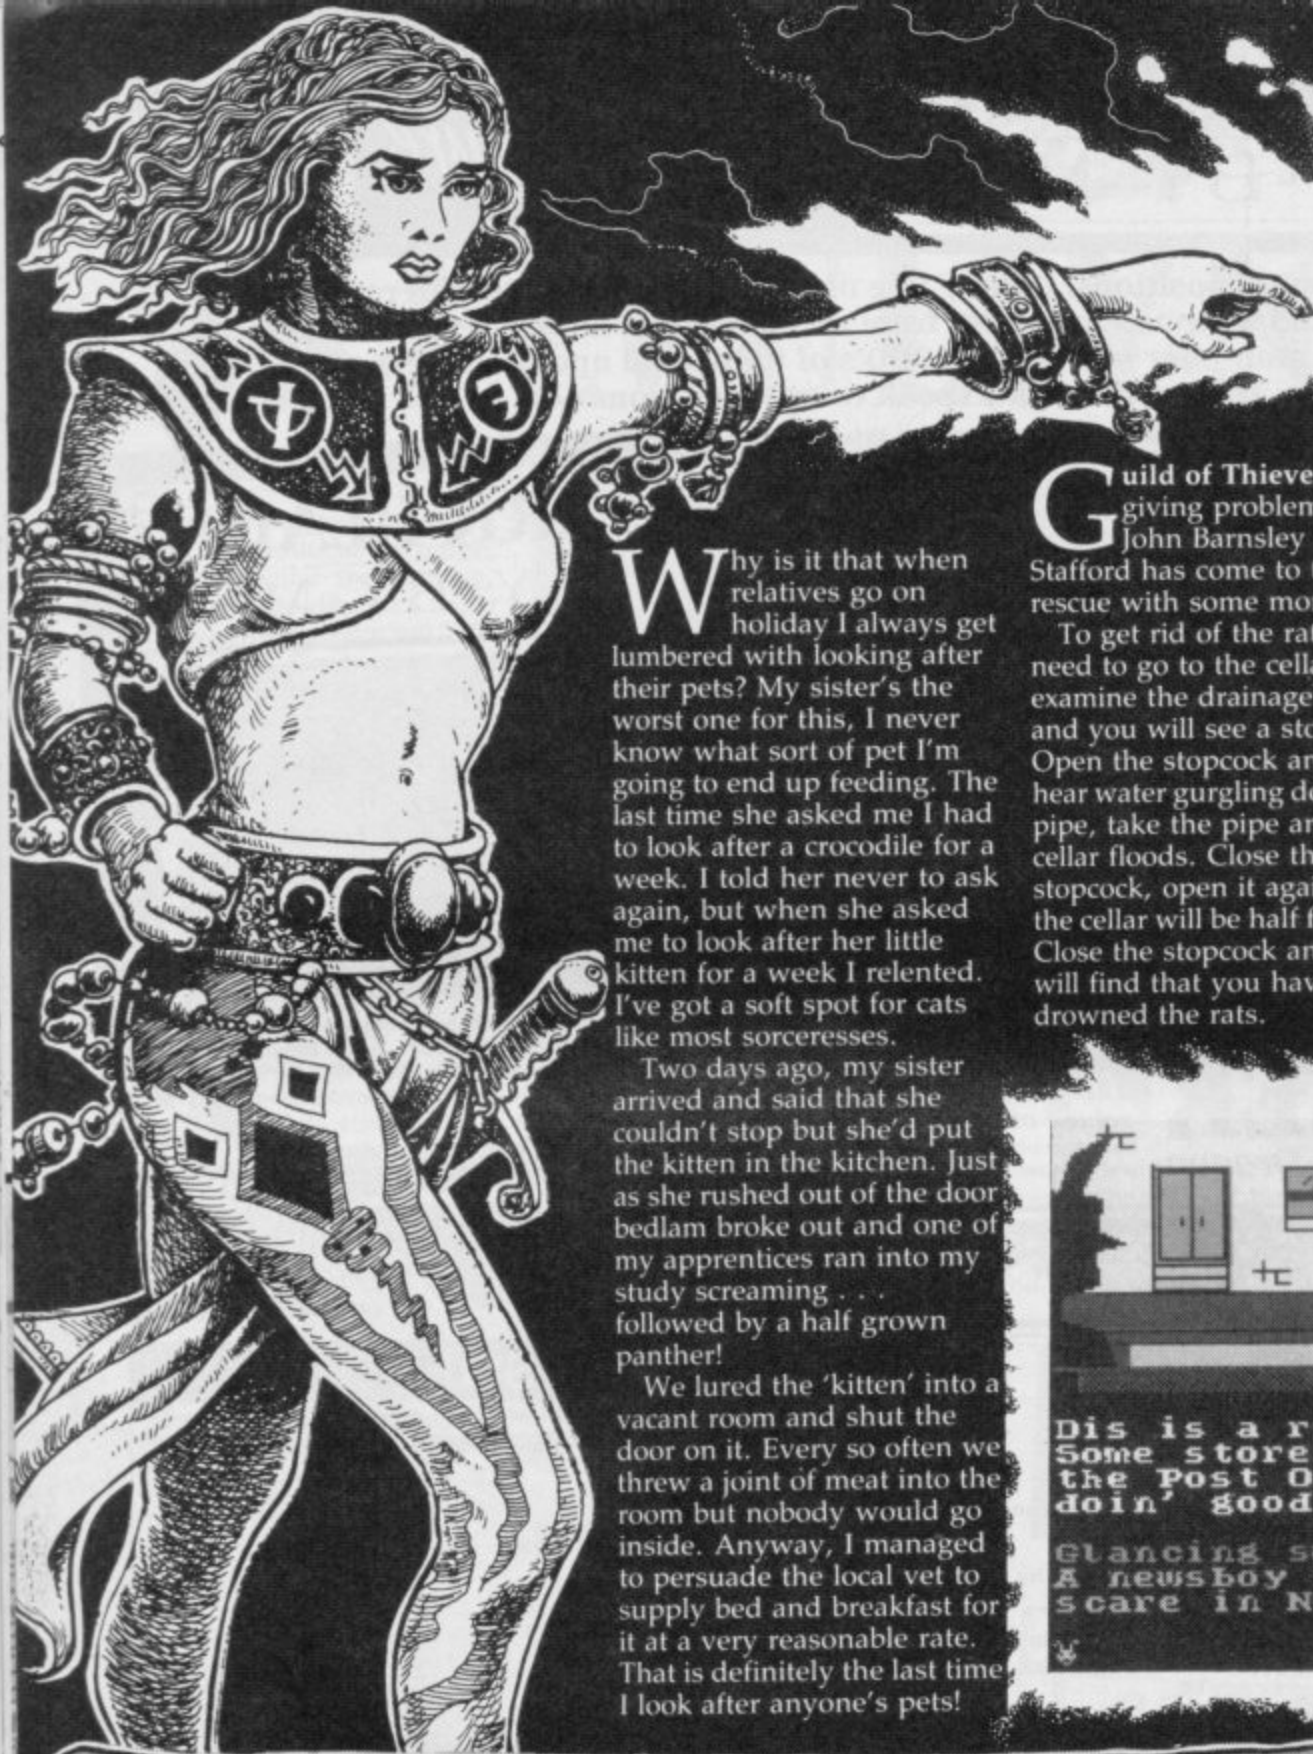 Why is it that when
relatives go on
holiday I always get
lumbered with looking after
their pets? My sister's the
worst one for this, I never
know what sort of pet I'm
going to end up feeding. The
last time she asked me I had
to look after a crocodile for a
week. I told her never to ask
again, but when she asked
me to look after her little
kitten for a week I relented.
I've got a soft spot for cats
like most sorceresses.
Two days ago, my sister
arrived and said that she
couldn't stop but she'd put
the kitten in the kitchen. Just
as she rushed out of the door
bedlam broke out and one of
my apprentices ran into my
study screaming . . .
followed by a half grown
panther!
We lured the 'kitten' into a
vacant room and shut the
door on it. Every so often we
threw a joint of meat into the
room but nobody would go
inside. Anyway, I managed
to persuade the local vet to
supply bed and breakfast for
it at a very reasonable rate.
That is definitely the last time
I look after anyone's pets!
Guild of Thieve
giving problem
John Barnsley
Stafford has come to
rescue with some mo
To get rid of the ra
need to go to the cell
examine the drainage
and you will see a sto
Open the stopcock an
hear water gurgling do
pipe, take the pipe an
cellar floods. Close th
stopcock, open it aga
the cellar will be half
Close the stopcock an
will find that you hav
drowned the rats.
Dis is a r
Some store
the Post O
doin' good
Glancing s
A newsboy
scare in N